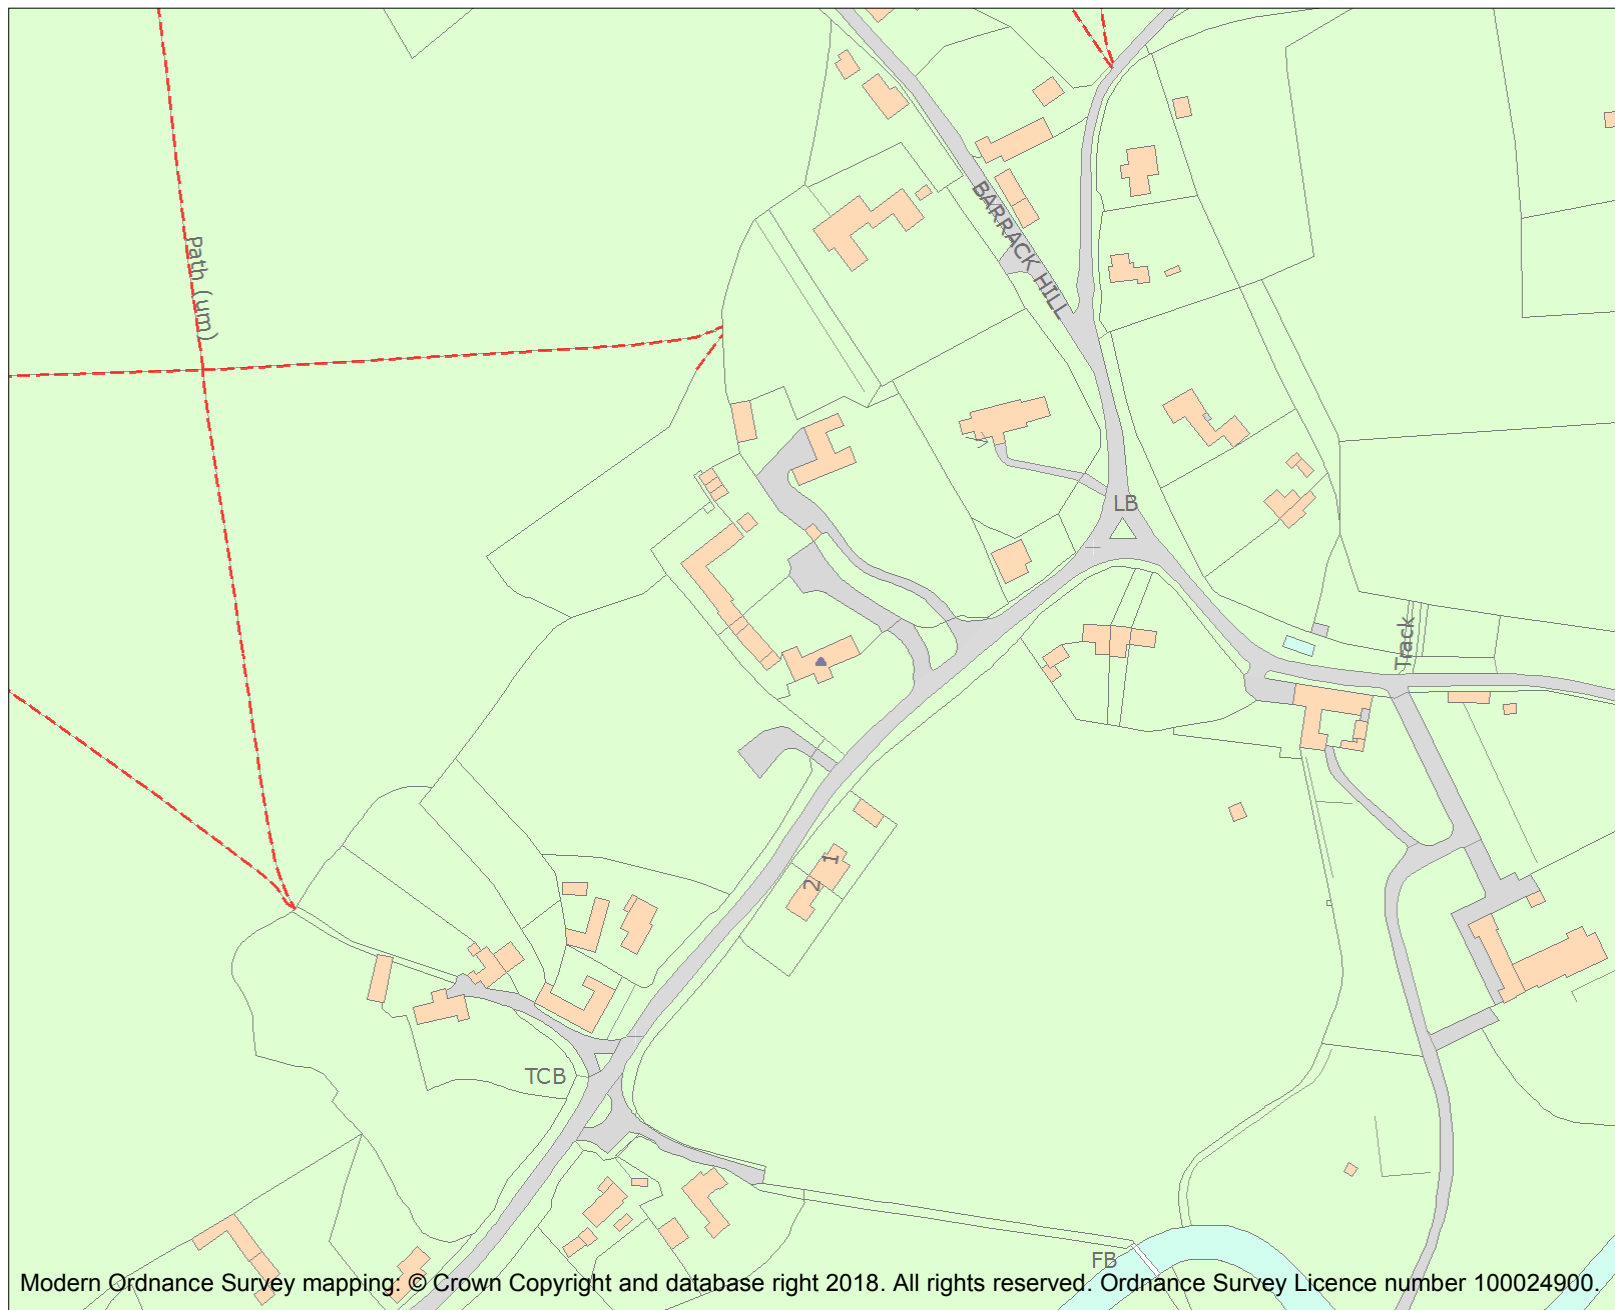 BARRACK HILL
Path (um)
LB
Track
1
2
TCB
FB
Modern Ordnance Survey mapping: © Crown Copyright and database right 2018. All rights reserved. Ordnance Survey Licence number 100024900.